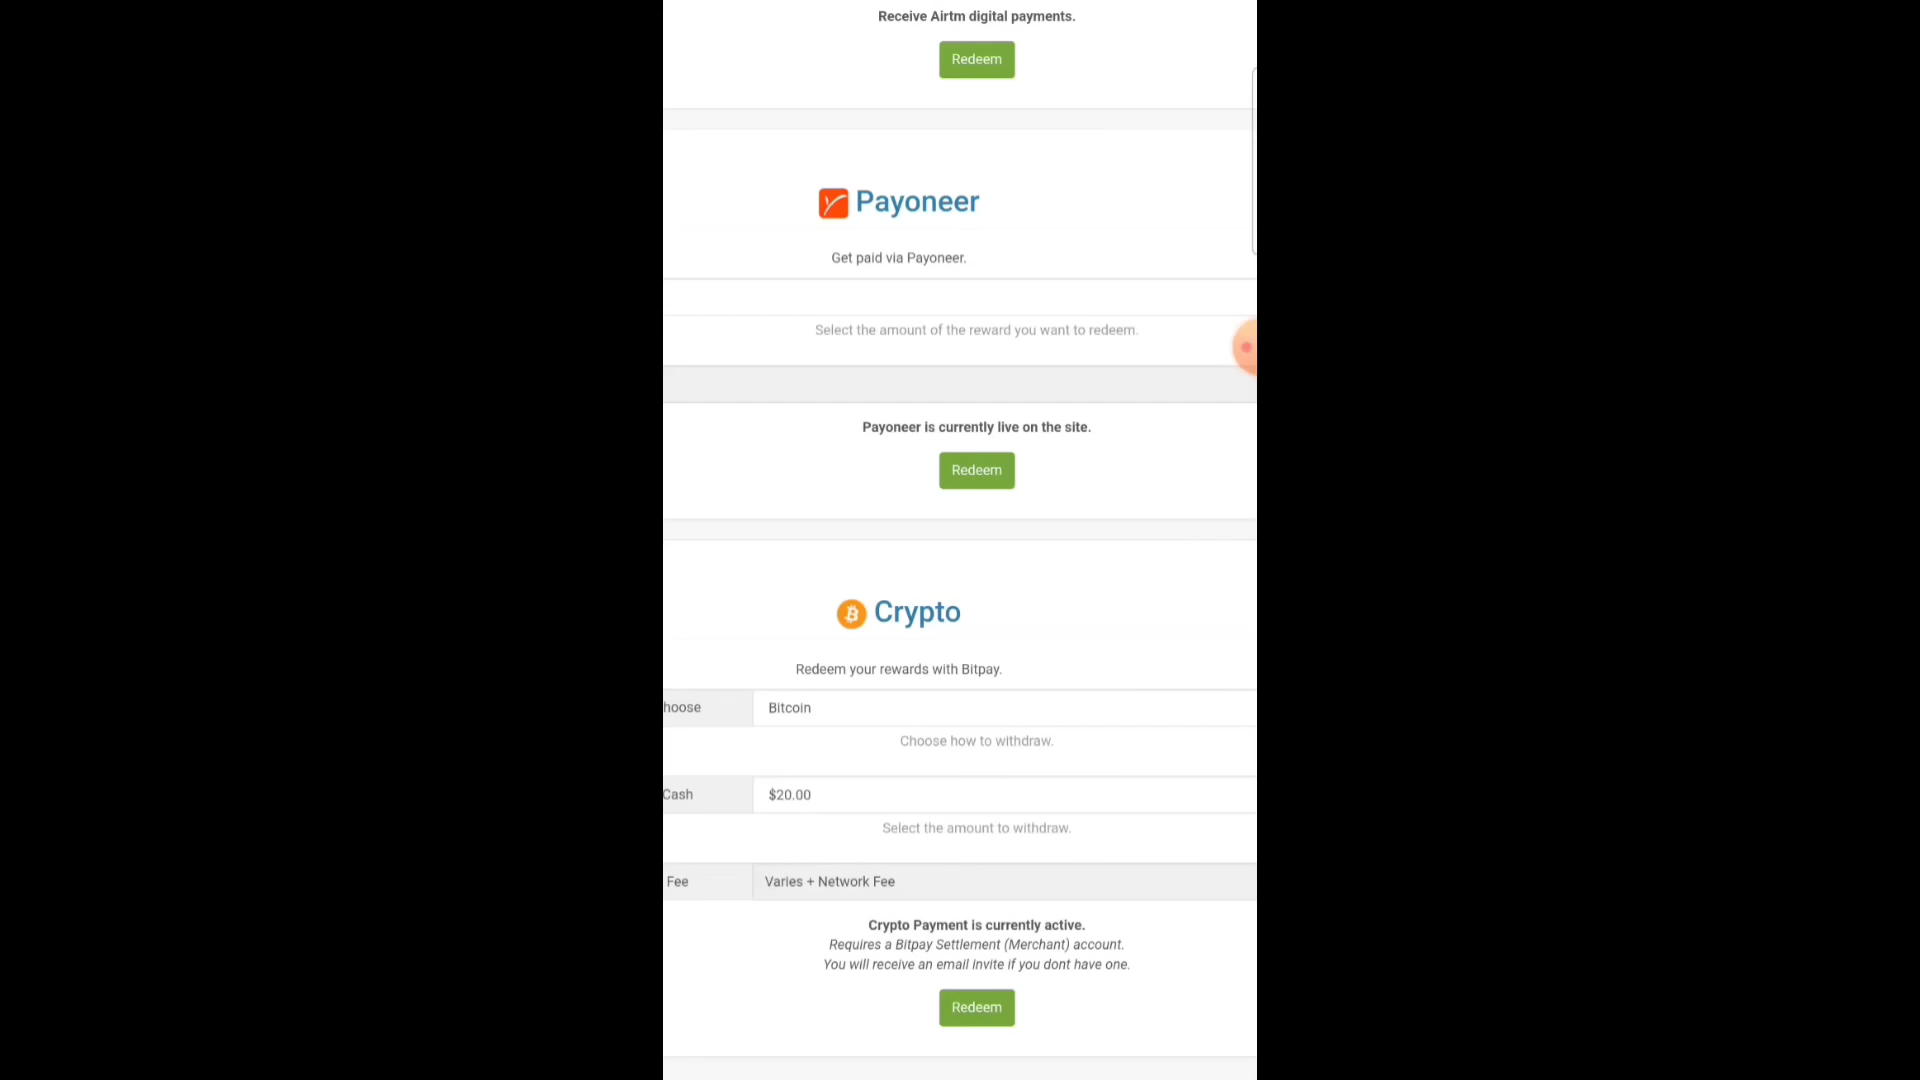 Receive Airtm digital payments.
Redeem
Payoneer
Get paid via Payoneer.
Select the amount of the reward you want to redeem.
Payoneer is currently live on the site.
Redeem
Crypto
Redeem your rewards with Bitpay.
hoose Bitcoin
Choose how to withdraw.
Cash $20.00
Select the amount to withdraw.
Fee Varies + Network Fee
Crypto Payment is currently active.
Requires a Bitpay Settlement (Merchant) account.
You will receive an email invite if you dont have one.
Redeem